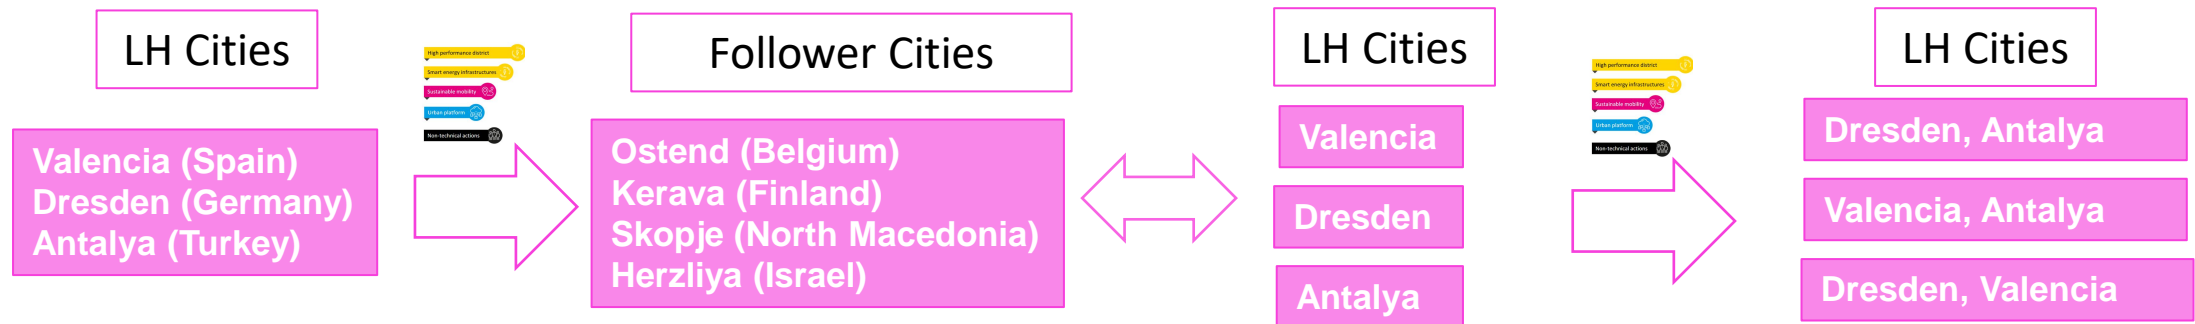 LH Cities
Valencia (Spain)
Dresden (Germany)
Antalya (Turkey)
High performance district
Smart energy infrastructures
Sustainable mobility
Urban platform
Non-technical actions
Follower Cities
Ostend (Belgium)
Kerava (Finland)
Skopje (North Macedonia)
Herzliya (Israel)
LH Cities
Valencia
Dresden
Antalya
High performance district
Smart energy infrastructures
Sustainable mobility
Urban platform
Non-technical actions
LH Cities
Dresden, Antalya
Valencia, Antalya
Dresden, Valencia